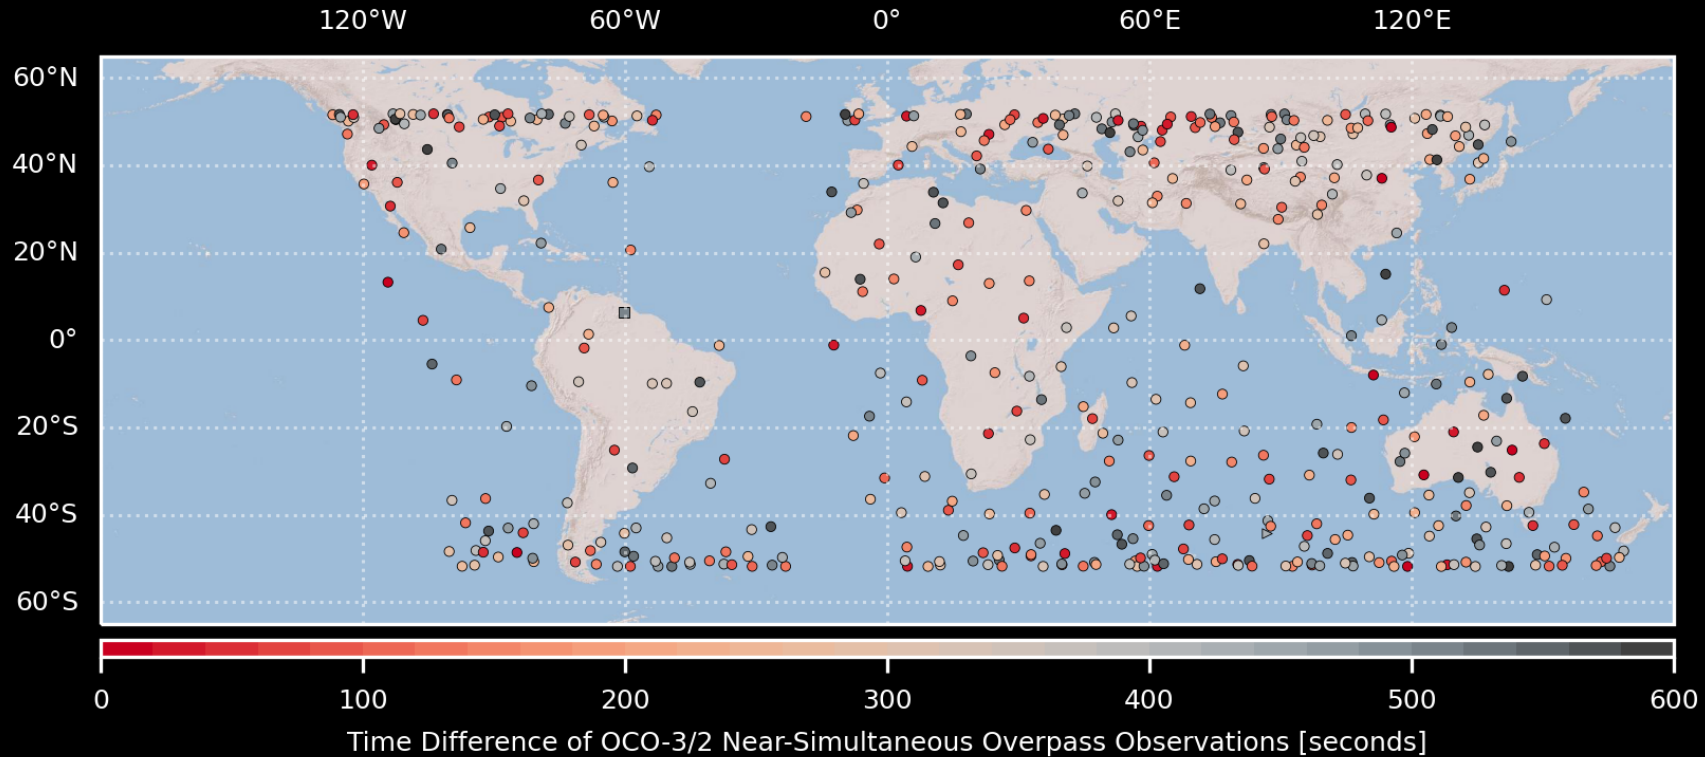 120°W 60°W 0° 60°E 120°E
60°N
40°N
20°N
0°
20°S
40°S
60°S
0 100 200 300 400 500 600
Time Difference of OCO-3/2 Near-Simultaneous Overpass Observations [seconds]